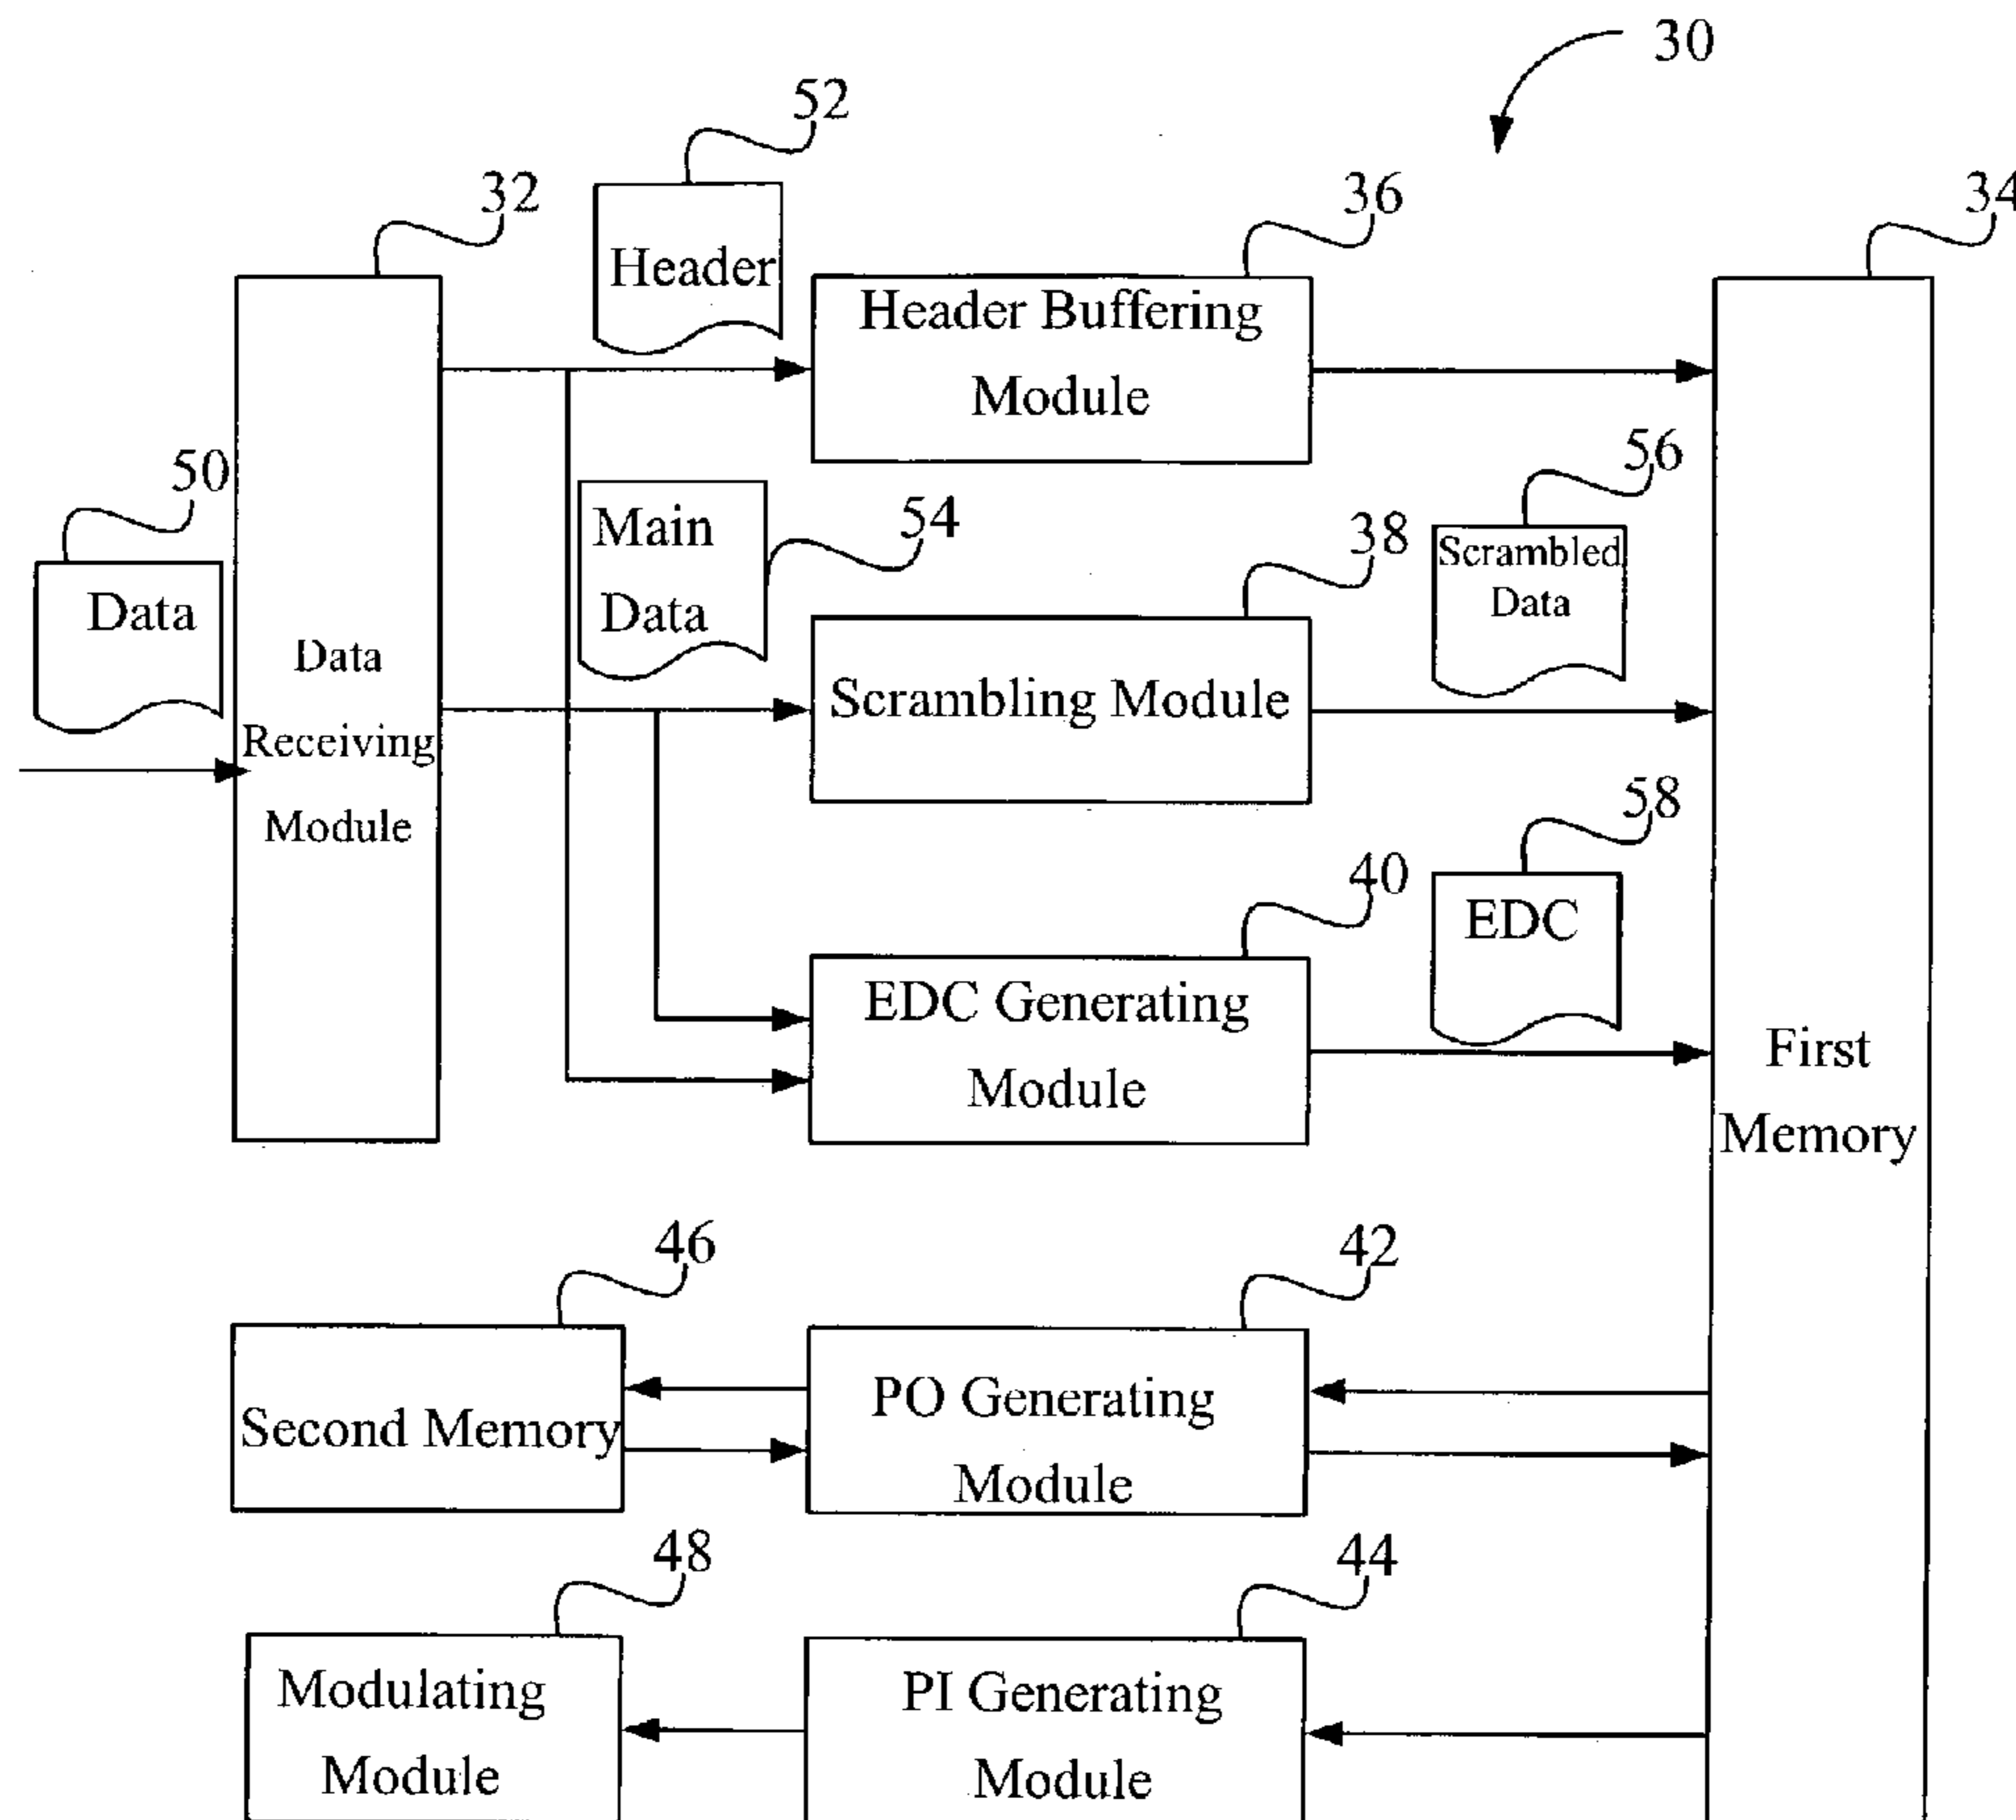 30
52
32
36
34
Header
Header Buffering
Module
50
56
Main
Data
54
38
Scrambled
Data
Data
Data
Receiving
Module
Scrambling Module
58
40
EDC
EDC Generating
Module
First
Memory
46
42
Second Memory
PO Generating
Module
48
44
Modulating
Module
PI Generating
Module